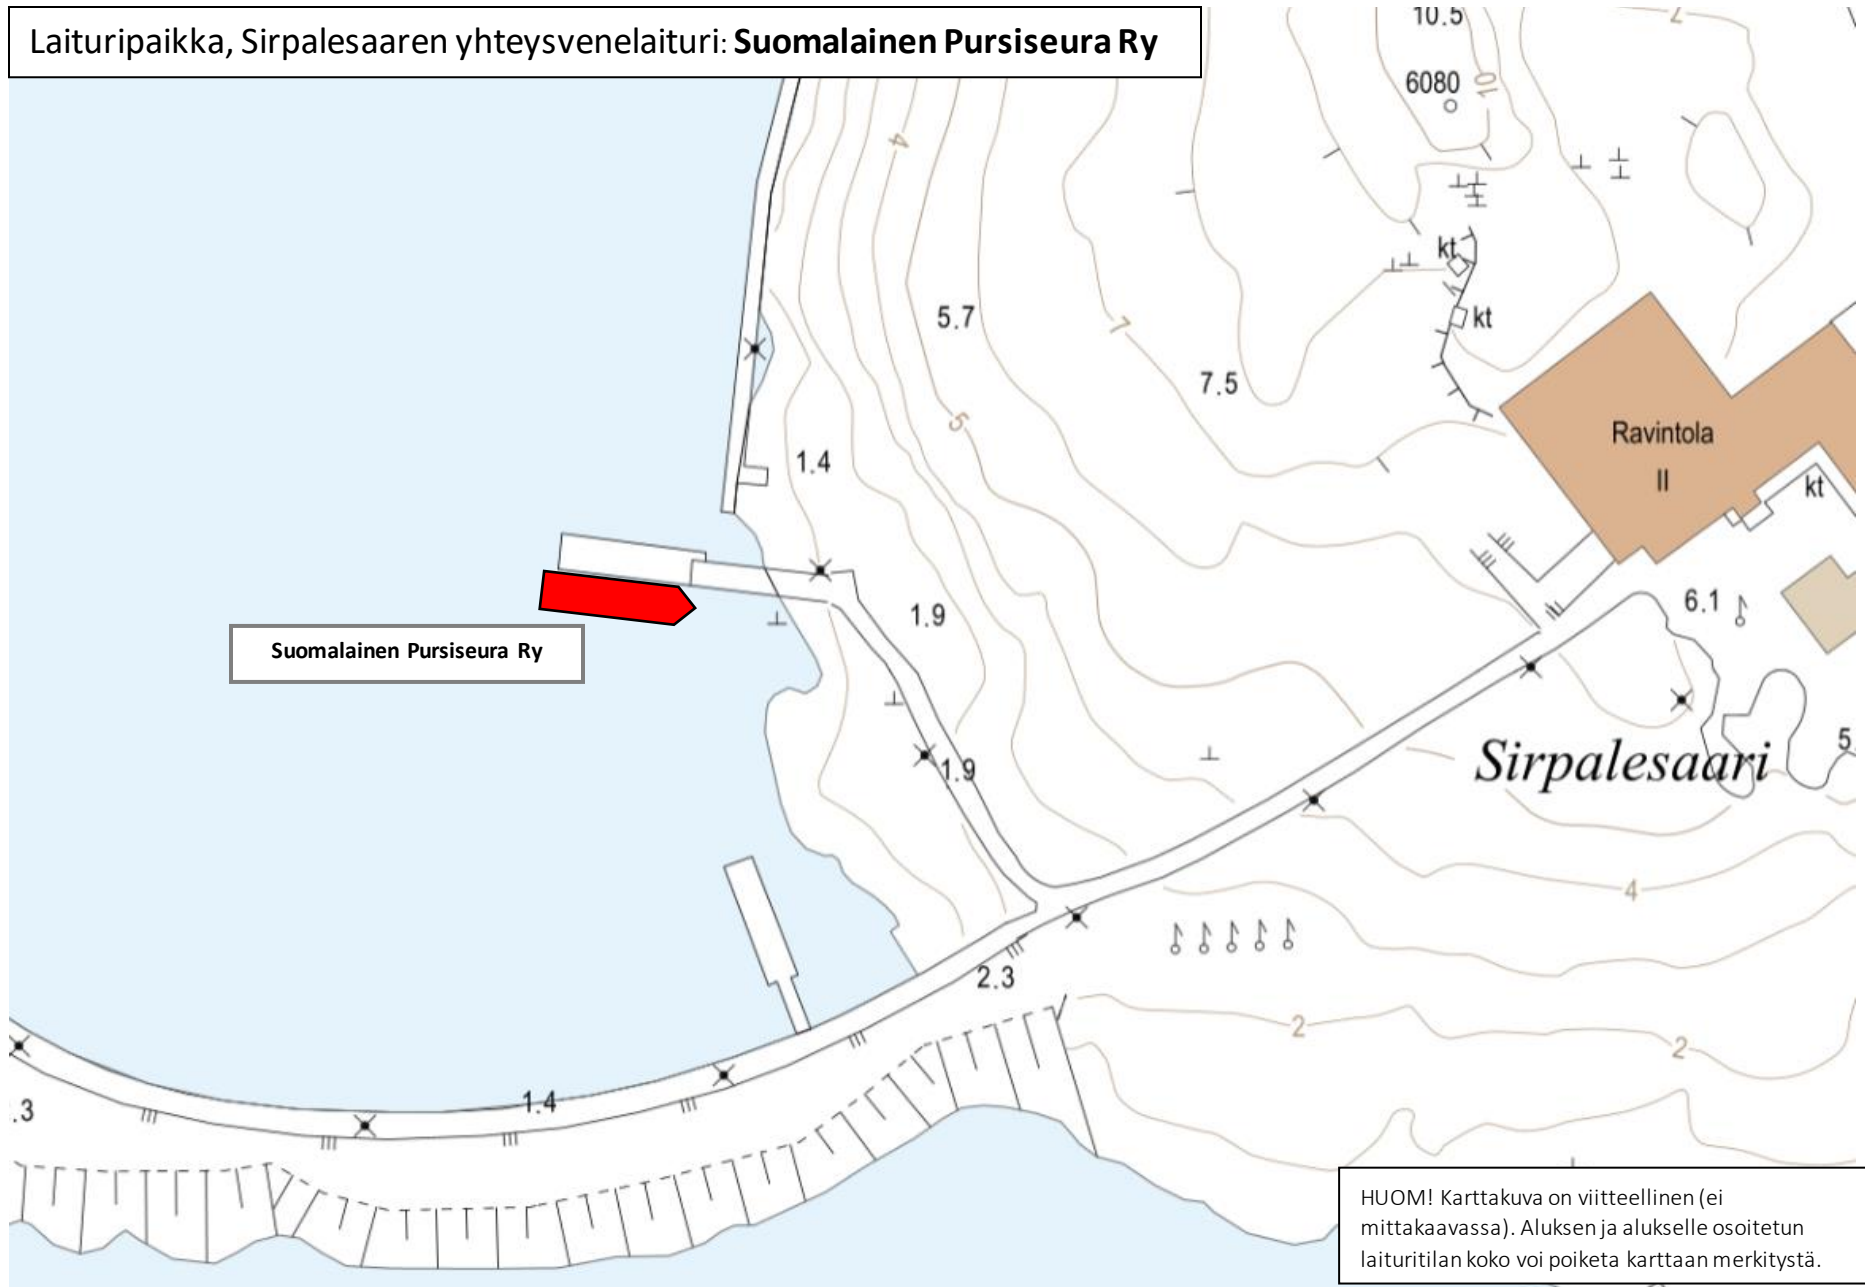 Laituripaikka, Sirpalesaaren yhteysvenelaituri: Suomalainen Pursiseura Ry
10.5
7
6080
10
4
kt
5.7
kt
7
7.5
5
Ravintola
II
1.4
kt
6.1
1.9
Suomalainen Pursiseura Ry
5.
Sirpalesaari
1.9
4
2.3
2
2
1.4
.3
HUOM! Karttakuva on viitteellinen (ei
mittakaavassa). Aluksen ja alukselle osoitetun
laituritilan koko voi poiketa karttaan merkitystä.